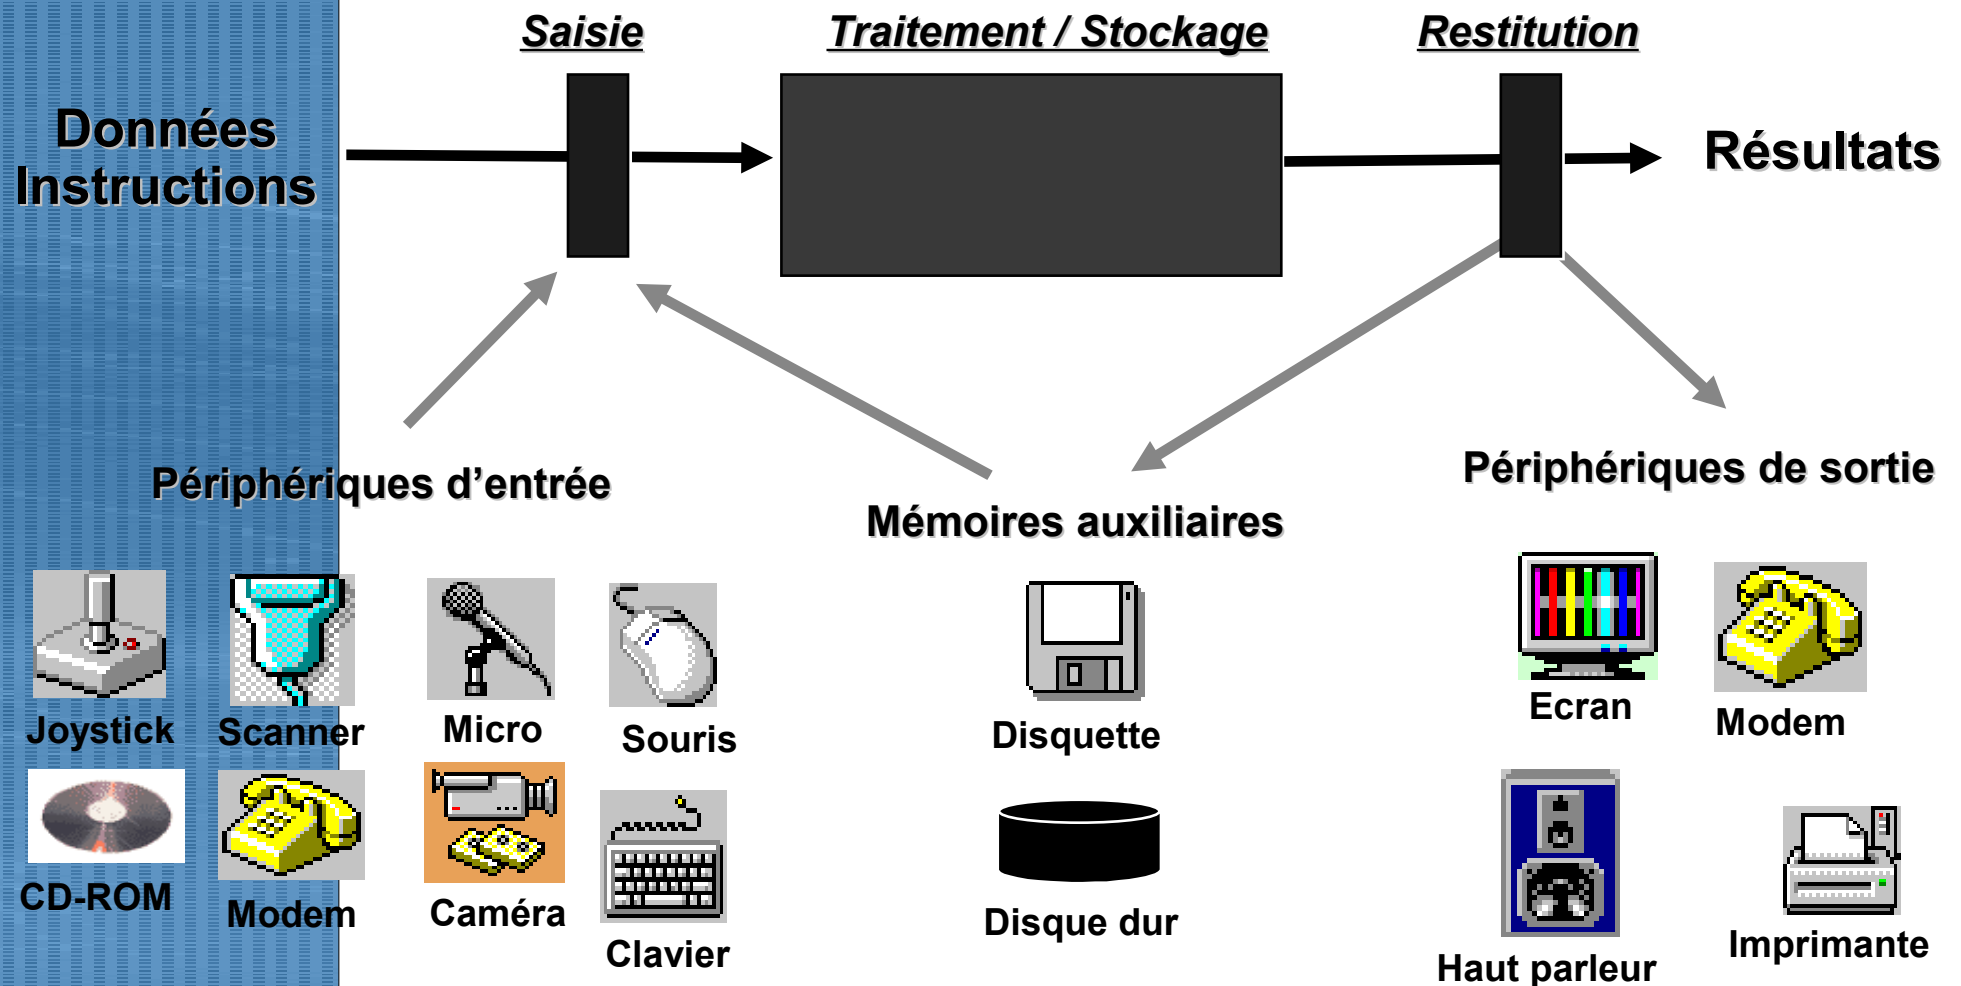 Saisie
Traitement / Stockage
Restitution
Données
Instructions
Résultats
Périphériques d’entrée
Mémoires auxiliaires
Périphériques de sortie
Joystick
Scanner
Micro
Souris
Disquette
Ecran
Modem
CD-ROM
Modem
Caméra
Clavier
Disque dur
Haut parleur
Imprimante